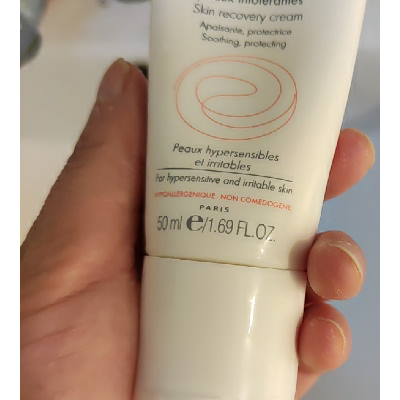 intolérantes
Skin recovery cream
Apaisante, protectrice
Soothing, protecting
Peaux hypersensibles
et irritables
For hypersensitive and irritable skin
HYPOALLERGENIQUE. NON COMEDOGENE
PARIS
50 ml e/1.69 FL.OZ.